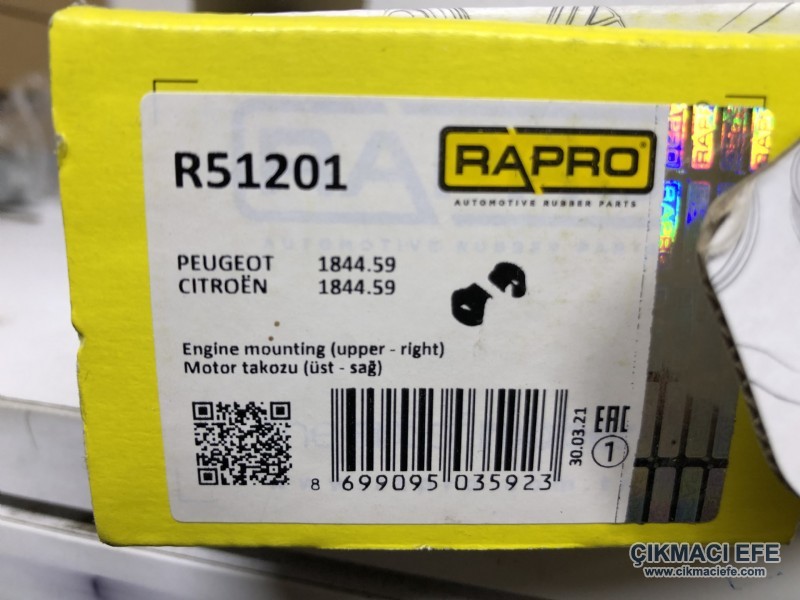 R51201
RAPRO
AUTOMOTIVE RUBBER PARTS
PEUGEOT 1844.59
CITROËN 1844.59
Engine mounting (upper - right)
Motor takozu (üst - sağ)
8 699095 035923
30.03.21
EAC
1
ÇIKMACI EFE
www.cikmaciefe.com